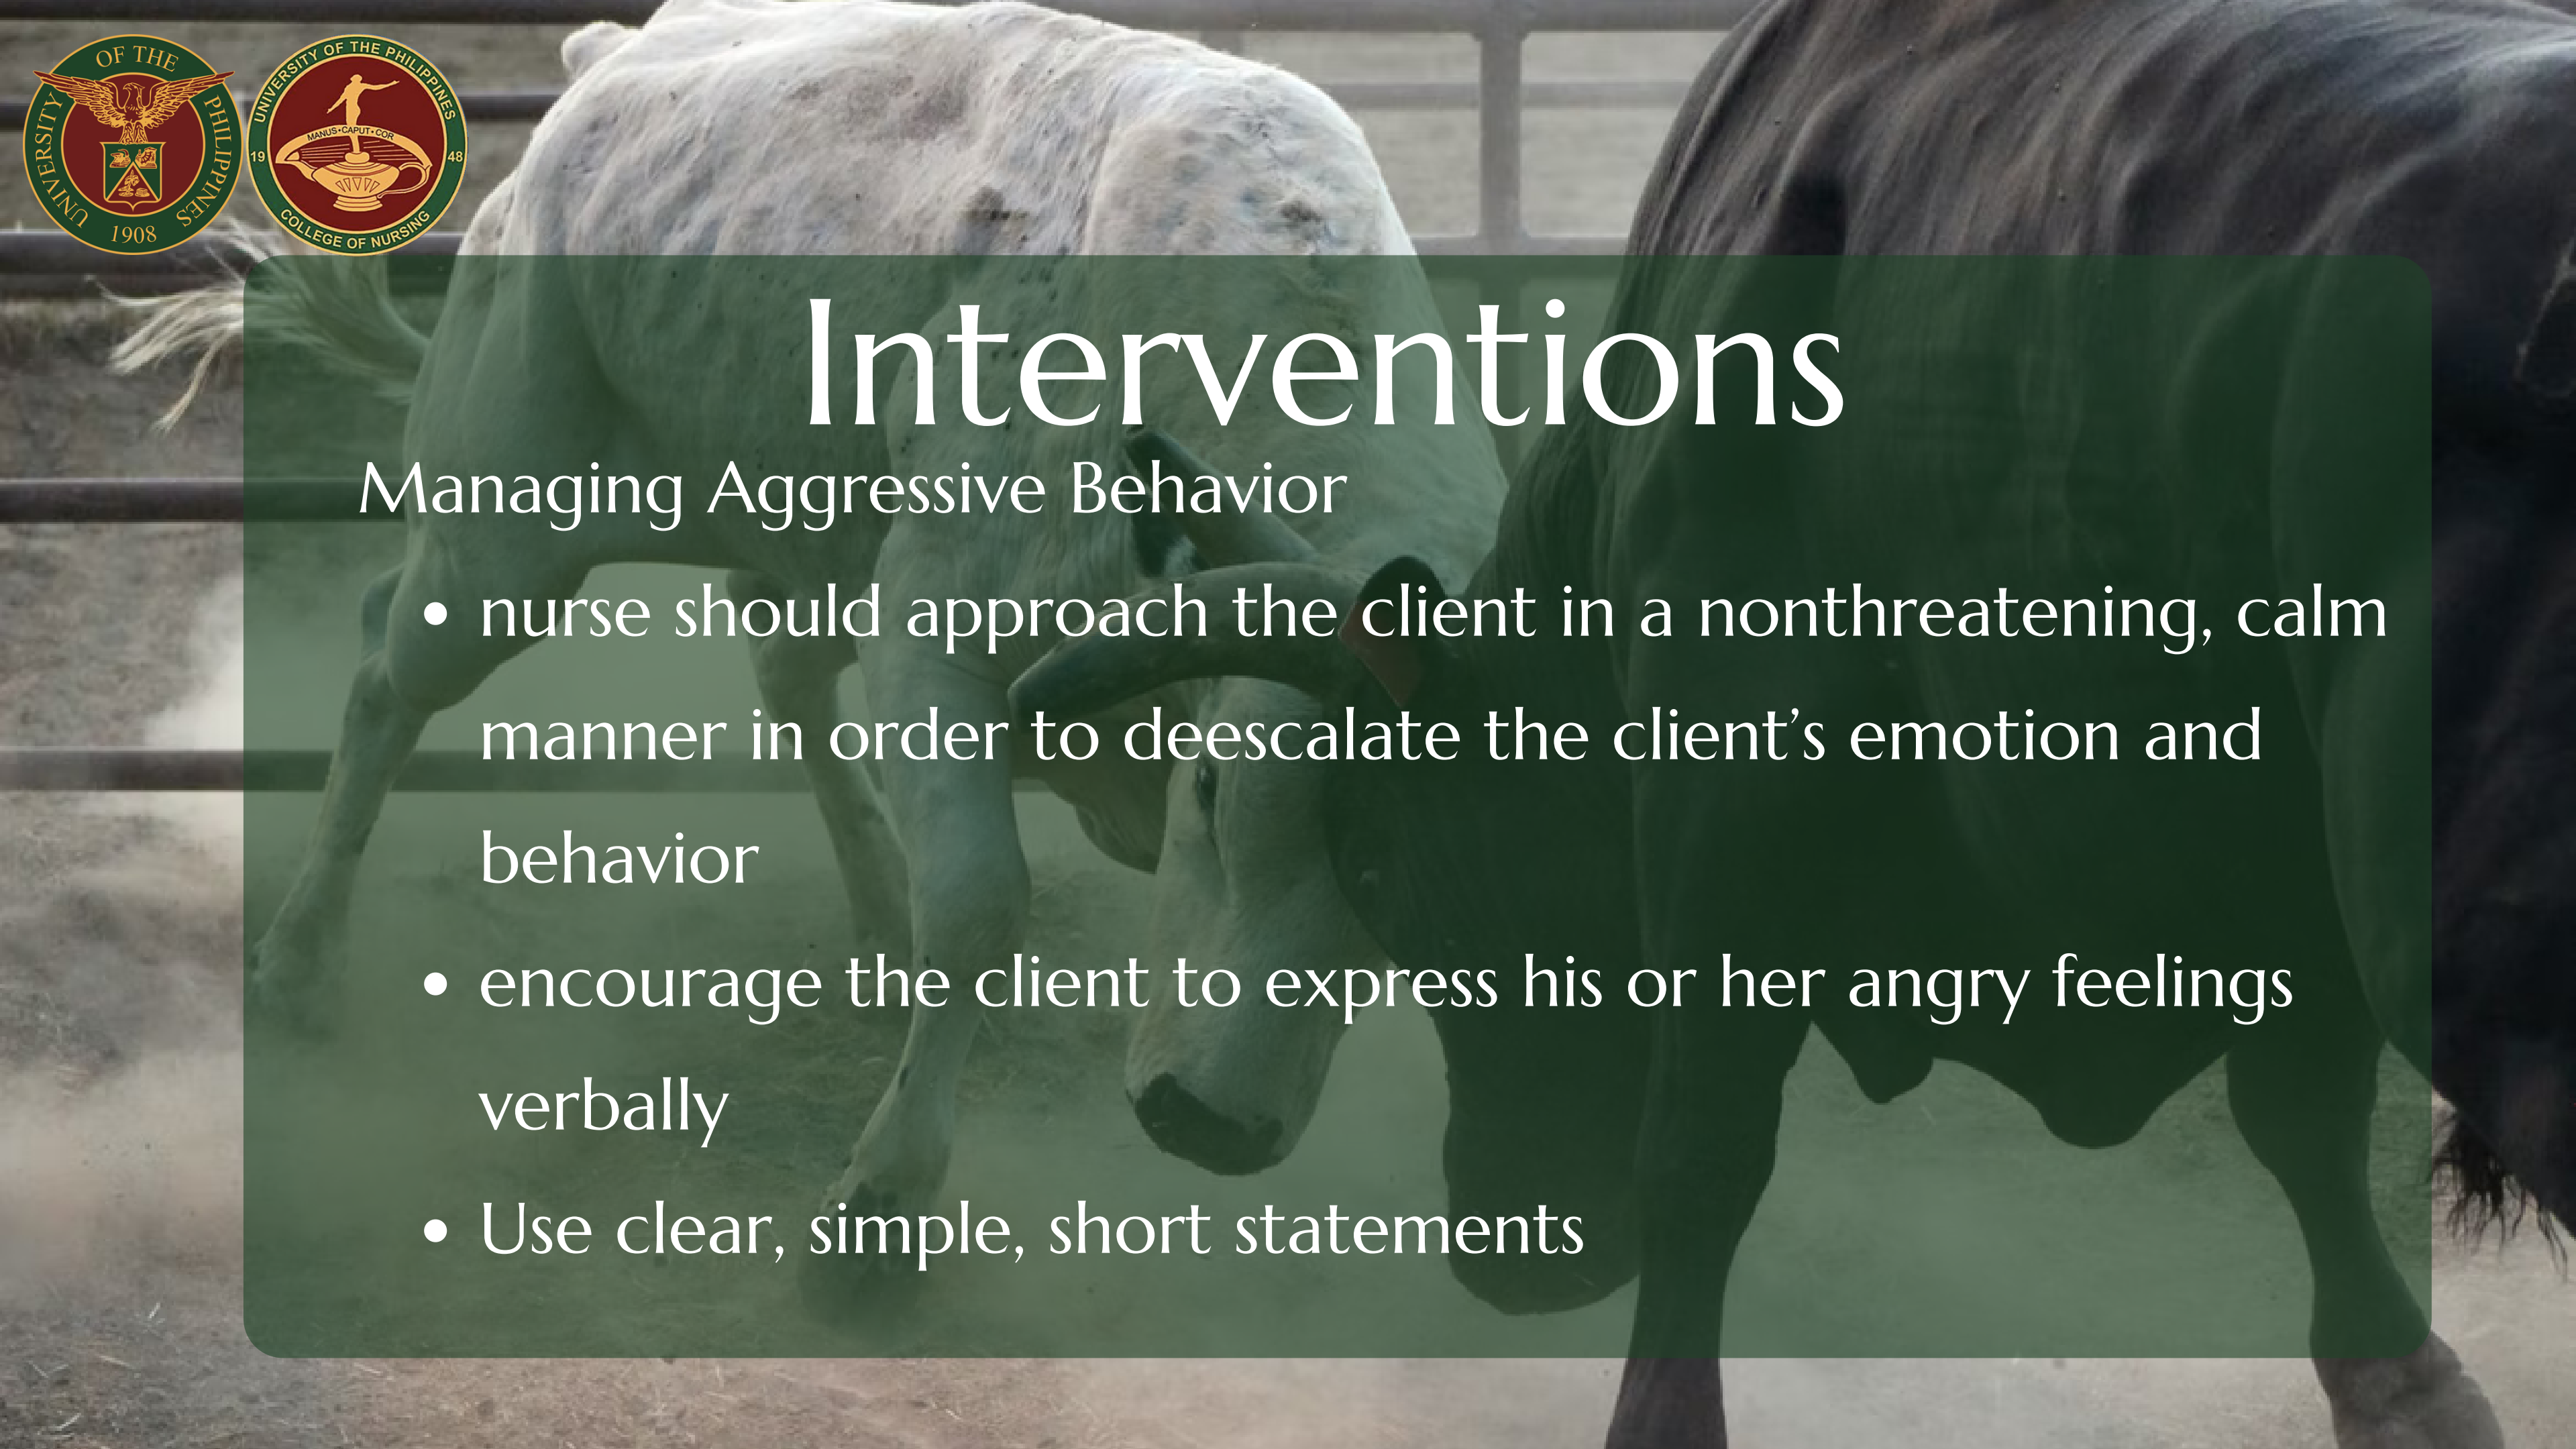 UNIVERSITY OF THE PHILIPPINES
1908
UNIVERSITY OF THE PHILIPPINES
MANUS•CAPUT•COR
19 48
COLLEGE OF NURSING
Interventions
Managing Aggressive Behavior
• nurse should approach the client in a nonthreatening, calm
manner in order to deescalate the client’s emotion and
behavior
• encourage the client to express his or her angry feelings
verbally
• Use clear, simple, short statements